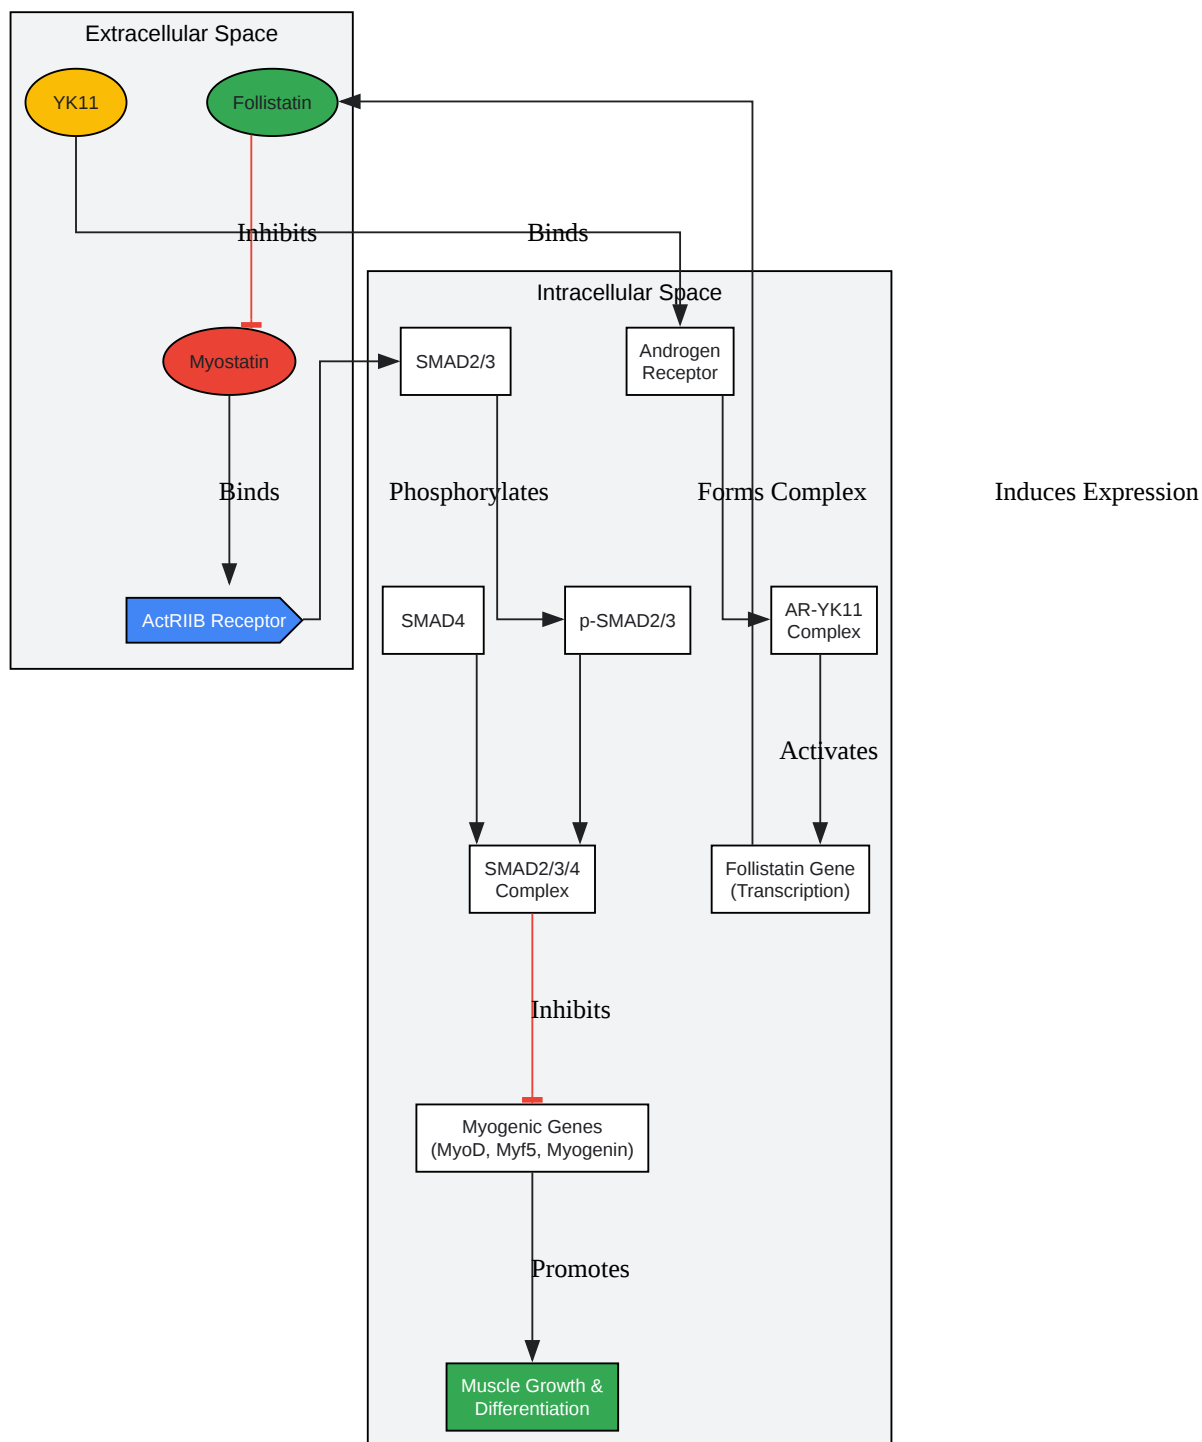 Extracellular Space
YK11
Follistatin
Inhibits
Binds
Intracellular Space
Myostatin
SMAD2/3
Androgen
Receptor
Binds
Phosphorylates
Forms Complex
Induces Expression
ActRIIB Receptor
SMAD4
p-SMAD2/3
AR-YK11
Complex
Activates
SMAD2/3/4
Complex
Follistatin Gene
(Transcription)
Inhibits
Myogenic Genes
(MyoD, Myf5, Myogenin)
Promotes
Muscle Growth &
Differentiation